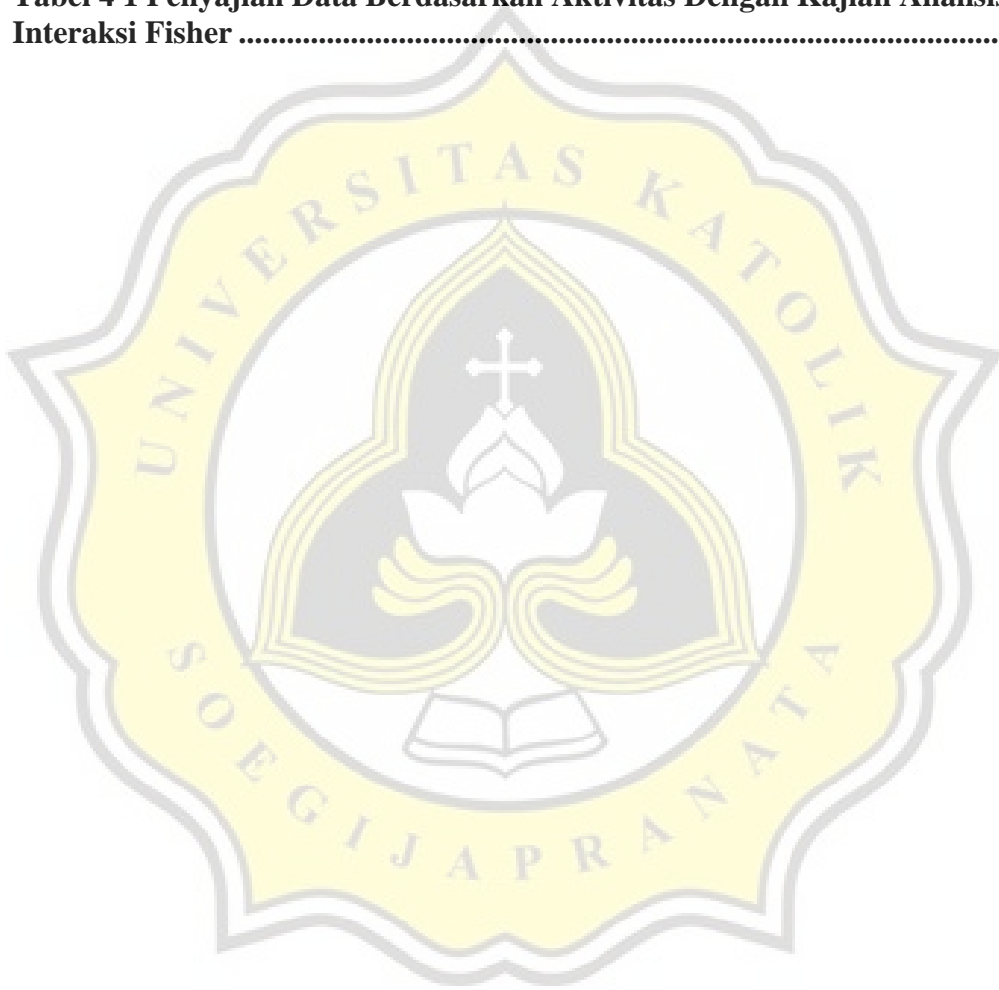 Tabel 4 1 Penyajian Data Berdasarkan Aktivitas Dengan Kajian Analisis
Interaksi Fisher ................................................................................................
UNIVERSITAS KATOLIK
SOEGIJAPRANATA